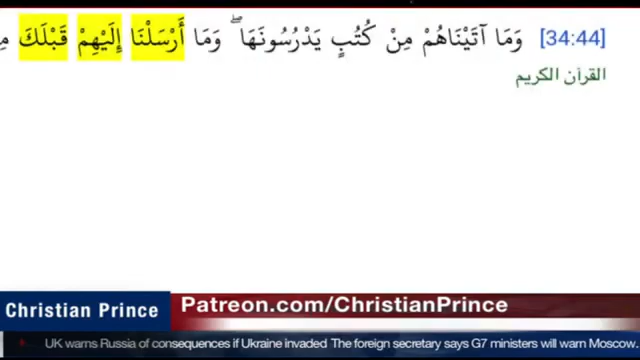 [34:44] وَمَا آتَيْنَاهُمْ مِنْ كُتُبٍ يَدْرُسُونَهَا ۖ وَمَا أَرْسَلْنَا إِلَيْهِمْ قَبْلَكَ
القرآن الكريم
Christian Prince
Patreon.com/ChristianPrince
UK warns Russia of consequences if Ukraine invaded The foreign secretary says G7 ministers will warn Moscow.